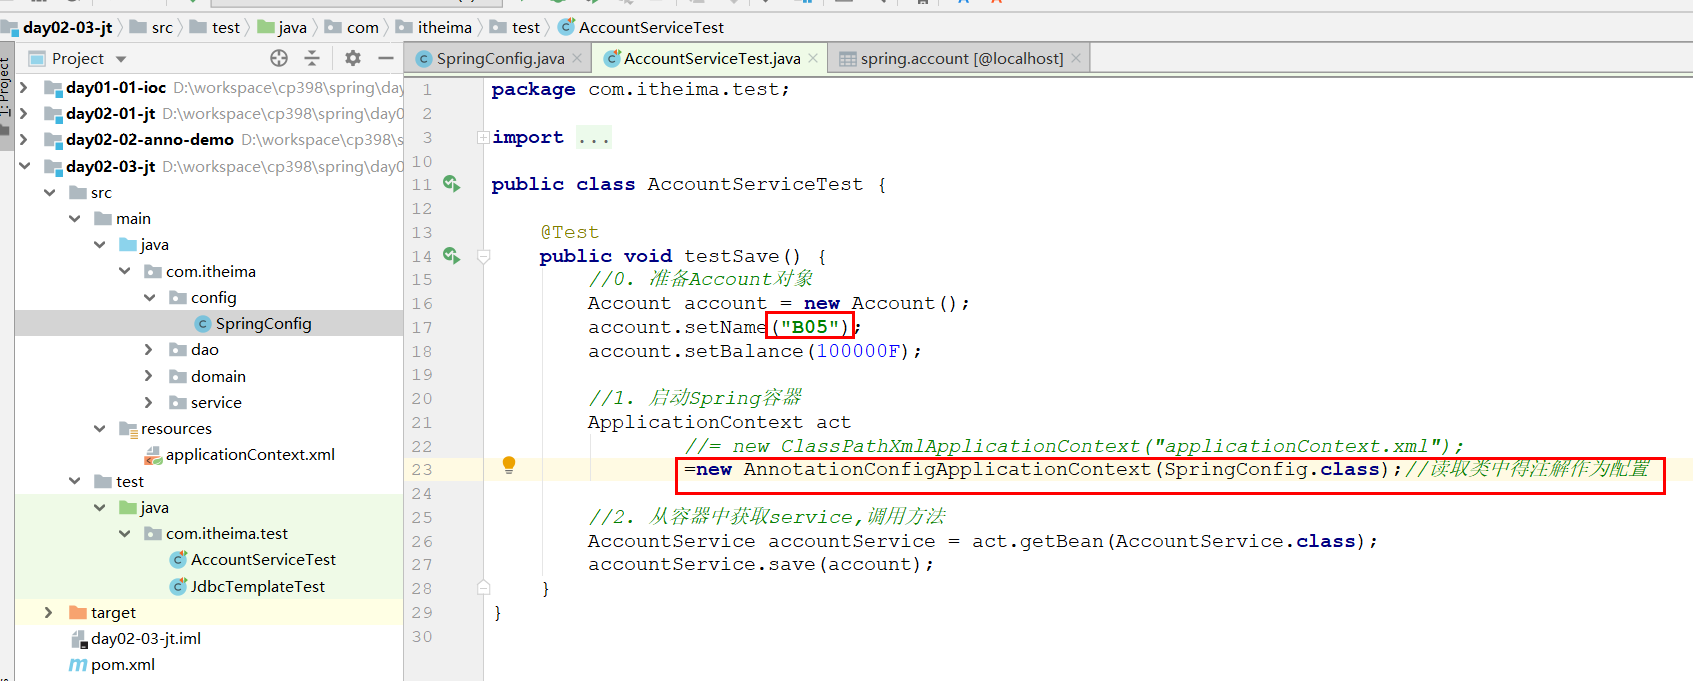 day02-03-jt src test java com itheima test AccountServiceTest
1: Project
Project
SpringConfig.java
AccountServiceTest.java
spring.account [@localhost]
day01-01-ioc D:\workspace\cp398\spring\day
day02-01-jt D:\workspace\cp398\spring\day0
day02-02-anno-demo D:\workspace\cp398\s
day02-03-jt D:\workspace\cp398\spring\day0
src
main
java
com.itheima
config
SpringConfig
dao
domain
service
resources
applicationContext.xml
test
java
com.itheima.test
AccountServiceTest
JdbcTemplateTest
target
day02-03-jt.iml
pom.xml
1 package com.itheima.test;
2
3 import ...
10
11 public class AccountServiceTest {
12
13 @Test
14 public void testSave() {
15 //0. 准备Account对象
16 Account account = new Account();
17 account.setName("B05");
18 account.setBalance(100000F);
19
20 //1. 启动Spring容器
21 ApplicationContext act
22 //= new ClassPathXmlApplicationContext("applicationContext.xml");
23 =new AnnotationConfigApplicationContext(SpringConfig.class);//读取类中得注解作为配置
24
25 //2. 从容器中获取service,调用方法
26 AccountService accountService = act.getBean(AccountService.class);
27 accountService.save(account);
28 }
29 }
30